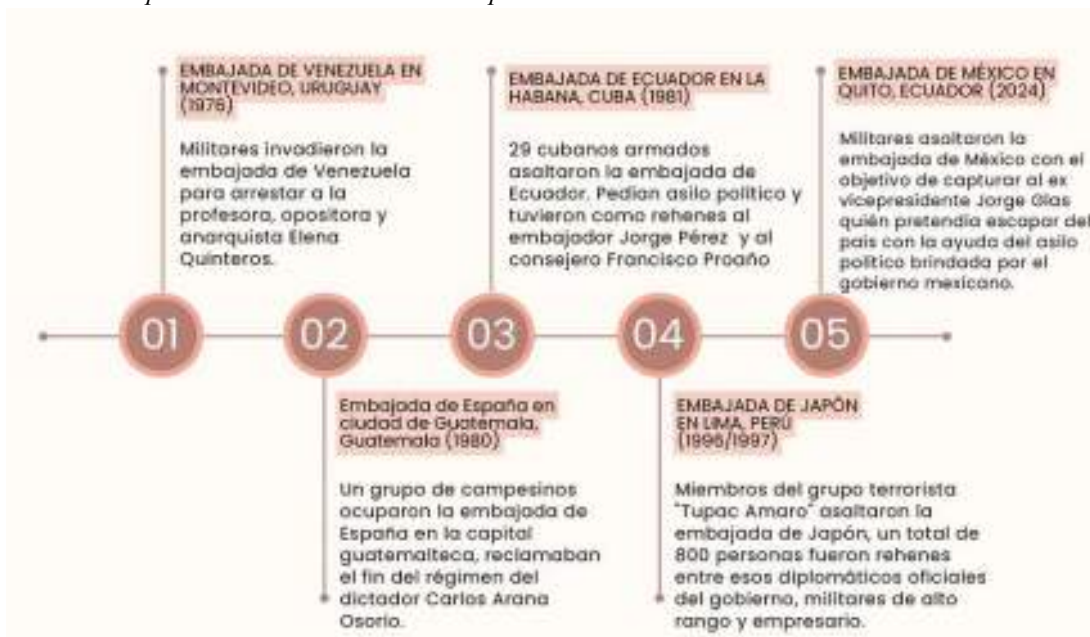 EMBAJADA DE VENEZUELA EN
MONTEVIDEO, URUGUAY
(1976)
Militares invadieron la
embajada de Venezuela
para arrestar a la
profesora, opositora y
anarquista Elena
Quinteros.
EMBAJADA DE ECUADOR EN LA
HABANA, CUBA (1981)
29 cubanos armados
asaltaron la embajada de
Ecuador. Pedían asilo político y
tuvieron como rehenes al
embajador Jorge Pérez y al
consejero Francisco Proaño
EMBAJADA DE MÉXICO EN
QUITO, ECUADOR (2024)
Militares asaltaron la
embajada de México con el
objetivo de capturar al ex
vicepresidente Jorge Glas
quién pretendía escapar del
país con la ayuda del asilo
político brindada por el
gobierno mexicano.
01
02
03
04
05
Embajada de España en
ciudad de Guatemala,
Guatemala (1980)
Un grupo de campesinos
ocuparon la embajada de
España en la capital
guatemalteca, reclamaban
el fin del régimen del
dictador Carlos Arana
Osorio.
EMBAJADA DE JAPÓN
EN LIMA, PERÚ
(1996/1997)
Miembros del grupo terrorista
"Tupac Amaro" asaltaron la
embajada de Japón, un total de
800 personas fueron rehenes
entre esos diplomáticos oficiales
del gobierno, militares de alto
rango y empresario.